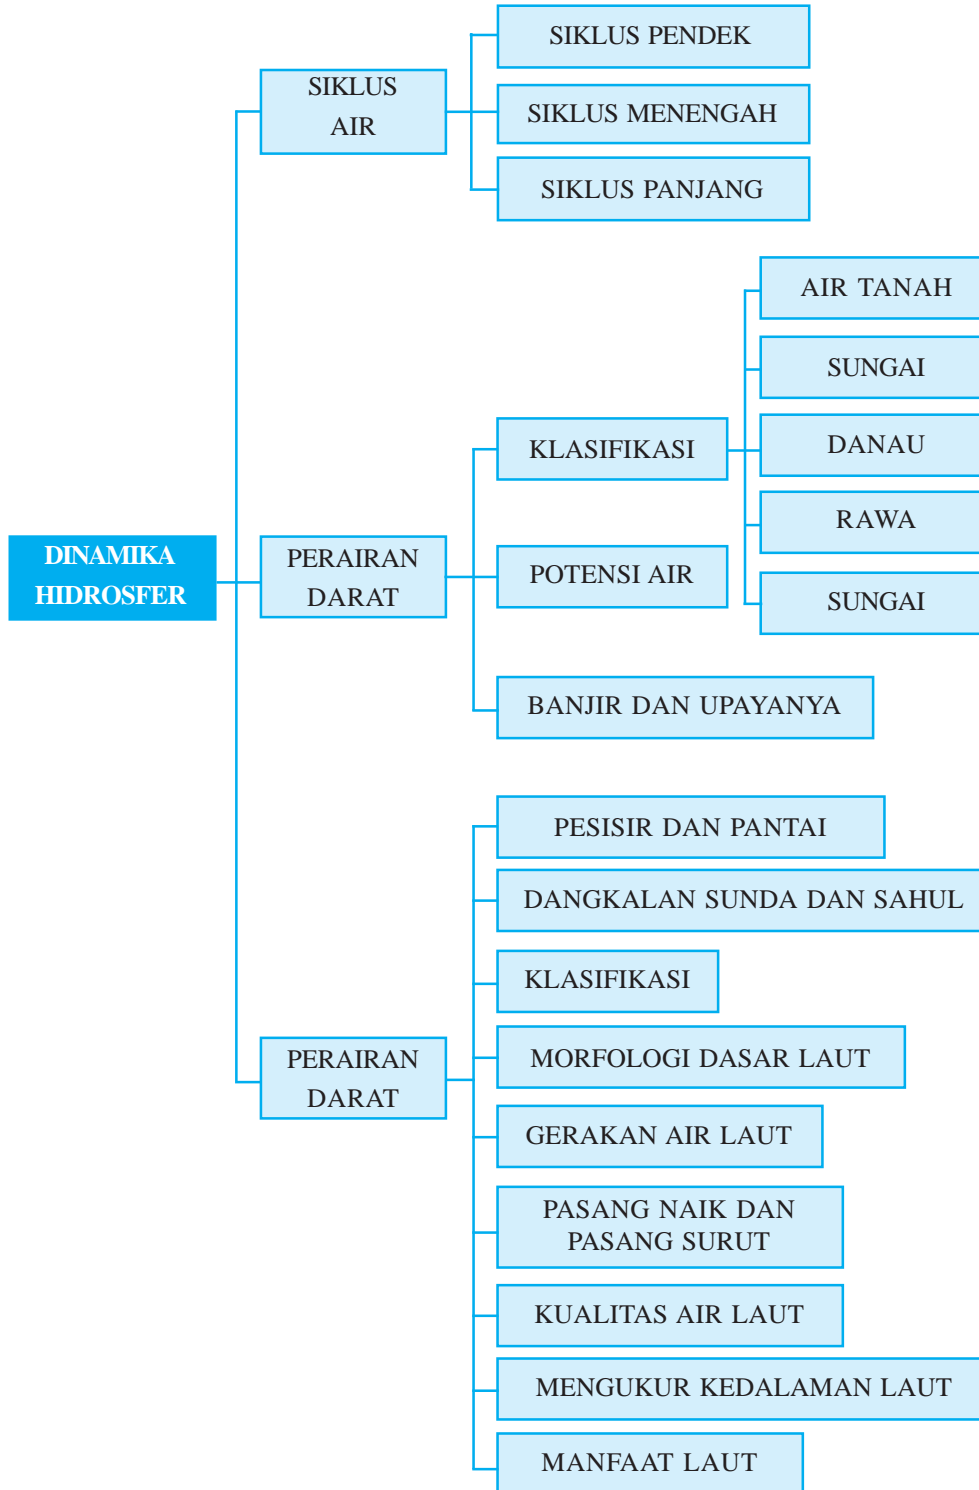 DINAMIKA
HIDROSFER
SIKLUS
AIR
SIKLUS PENDEK
SIKLUS MENENGAH
SIKLUS PANJANG
PERAIRAN
DARAT
KLASIFIKASI
AIR TANAH
SUNGAI
DANAU
RAWA
SUNGAI
POTENSI AIR
BANJIR DAN UPAYANYA
PERAIRAN
DARAT
PESISIR DAN PANTAI
DANGKALAN SUNDA DAN SAHUL
KLASIFIKASI
MORFOLOGI DASAR LAUT
GERAKAN AIR LAUT
PASANG NAIK DAN
PASANG SURUT
KUALITAS AIR LAUT
MENGUKUR KEDALAMAN LAUT
MANFAAT LAUT